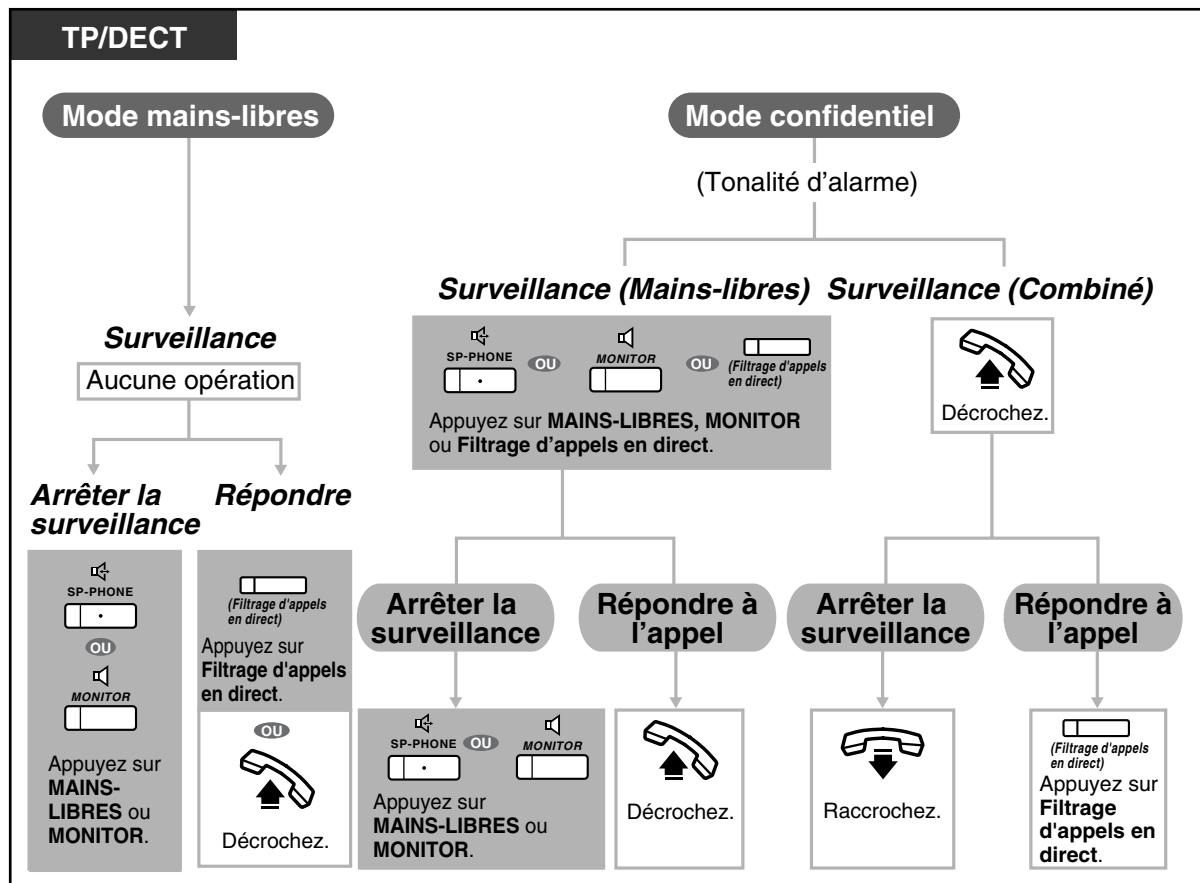 TP/DECT
Mode mains-libres
Surveillance
Aucune opération
Arrêter la
surveillance
SP-PHONE
OU
MONITOR
Appuyez sur
MAINS-
LIBRES ou
MONITOR.
Répondre
(Filtrage d'appels
en direct)
Appuyez sur
Filtrage d'appels
en direct.
OU
Décrochez.
Mode confidentiel
(Tonalité d'alarme)
Surveillance (Mains-libres)
SP-PHONE
OU
MONITOR
OU
(Filtrage d'appels
en direct)
Appuyez sur MAINS-LIBRES, MONITOR
ou Filtrage d'appels en direct.
Arrêter la
surveillance
SP-PHONE
OU
MONITOR
Appuyez sur
MAINS-LIBRES ou
MONITOR.
Répondre à
l'appel
Décrochez.
Surveillance (Combiné)
Décrochez.
Arrêter la
surveillance
Raccrochez.
Répondre à
l'appel
(Filtrage d'appels
en direct)
Appuyez sur
Filtrage
d'appels en
direct.